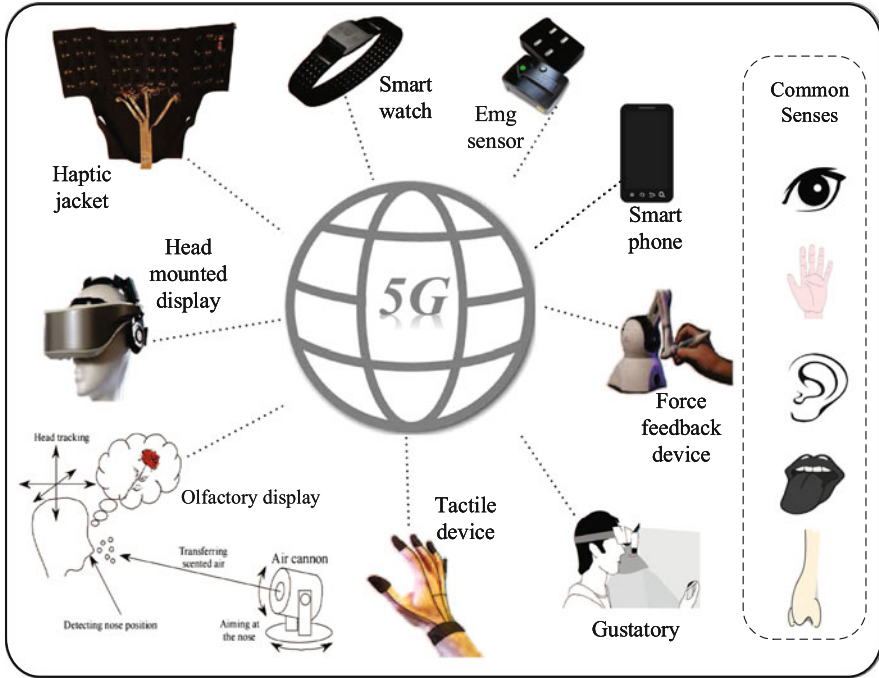 Haptic
jacket
Smart
watch
Emg
sensor
Smart
phone
Common
Senses
Head
mounted
display
5G
Force
feedback
device
Head tracking
Olfactory display
Transferring
scented air
Air cannon
Detecting nose position
Aiming at
the nose
Tactile
device
Gustatory